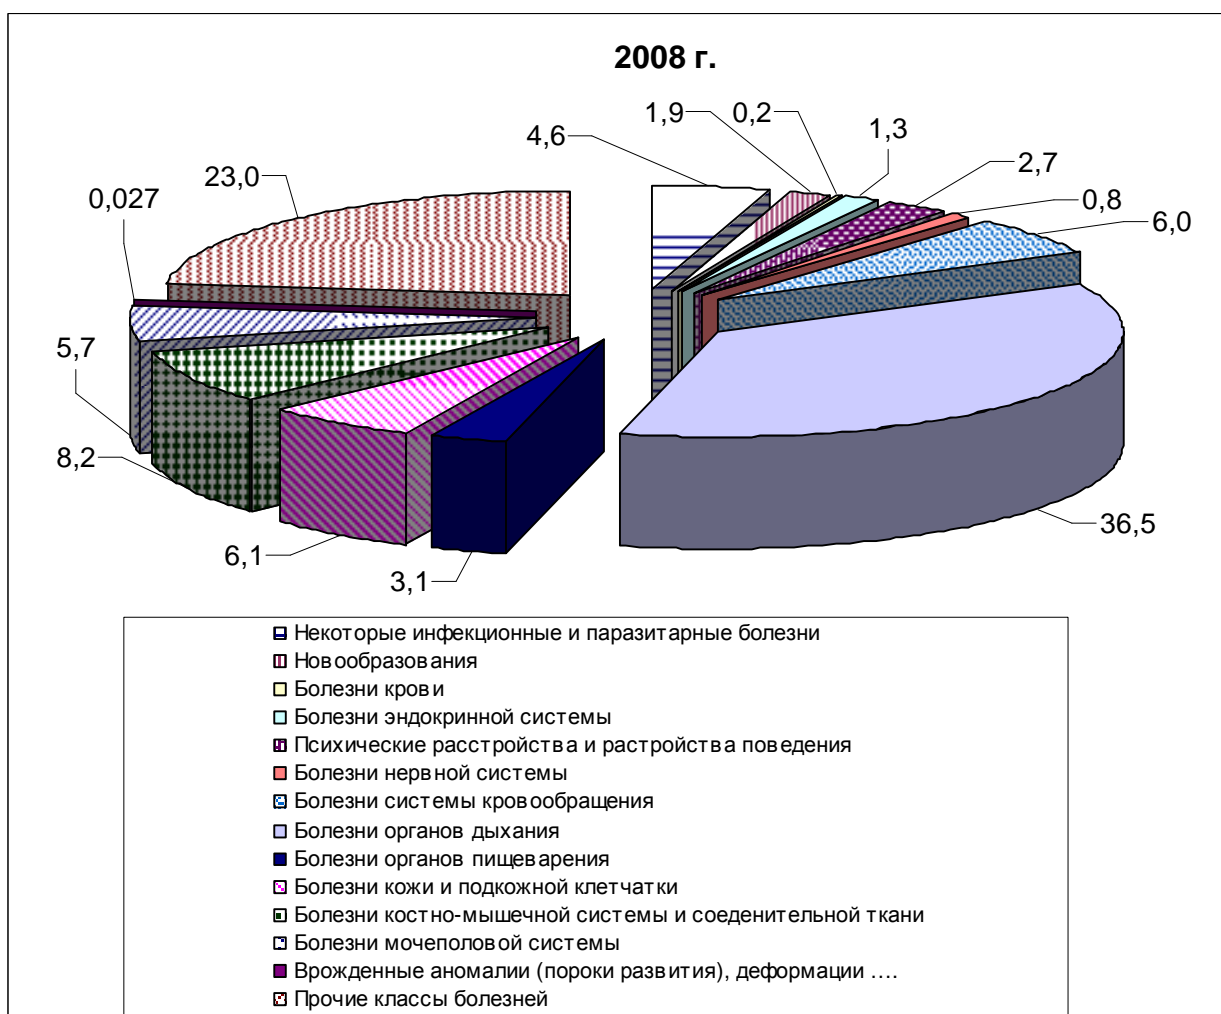 2008 г.
4,6
1,9
0,2
1,3
2,7
0,8
6,0
23,0
0,027
5,7
8,2
6,1
3,1
36,5
Некоторые инфекционные и паразитарные болезни
Новообразования
Болезни крови
Болезни эндокринной системы
Психические расстройства и растройства поведения
Болезни нервной системы
Болезни системы кровообращения
Болезни органов дыхания
Болезни органов пищеварения
Болезни кожи и подкожной клетчатки
Болезни костно-мышечной системы и соеденительной ткани
Болезни мочеполовой системы
Врожденные аномалии (пороки развития), деформации ....
Прочие классы болезней